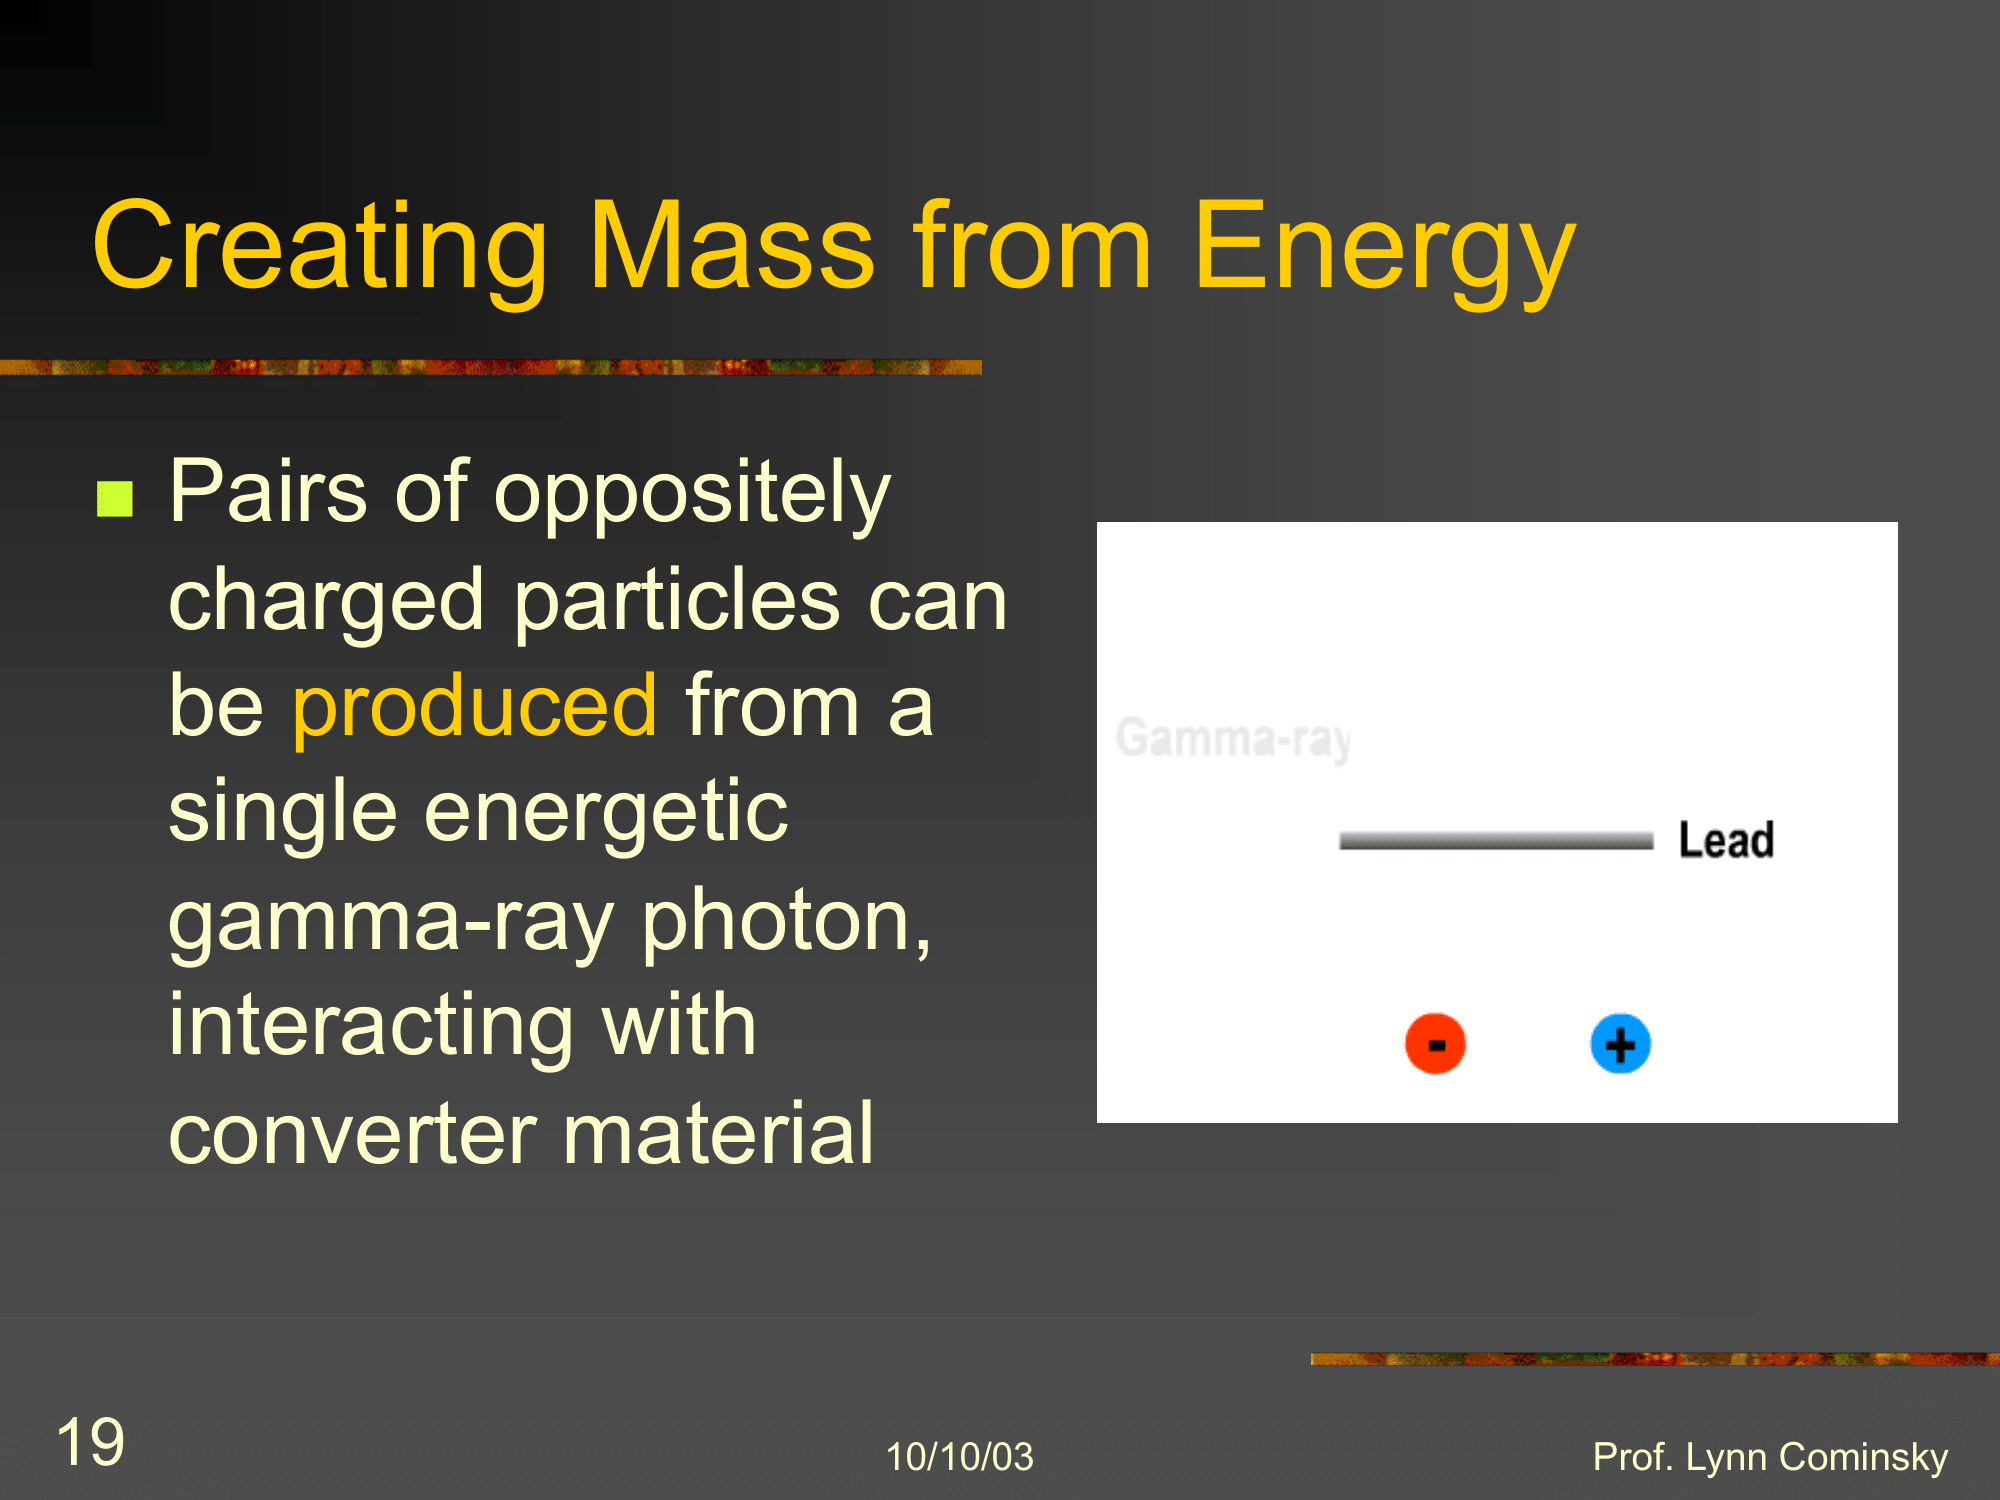 Creating Mass from Energy
Pairs of oppositely
charged particles can
be produced from a
single energetic
gamma-ray photon,
interacting with
converter material
Gamma-ray
Lead
- +
19
10/10/03
Prof. Lynn Cominsky